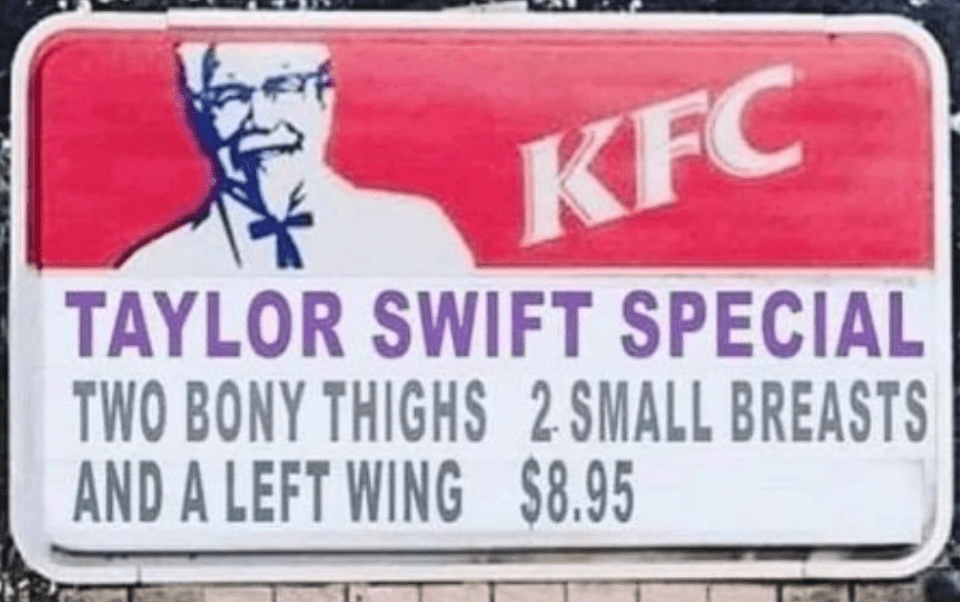 KFC
TAYLOR SWIFT SPECIAL
TWO BONY THIGHS 2 SMALL BREASTS
AND A LEFT WING $8.95